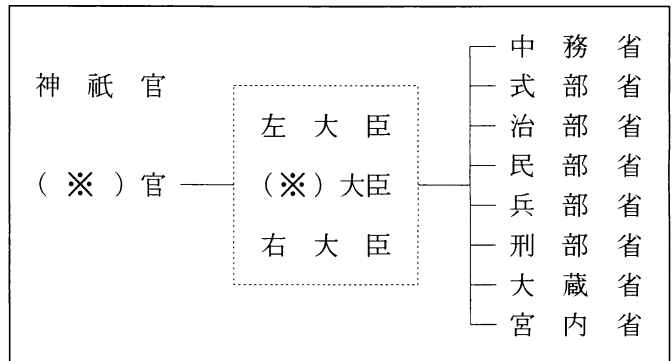 神祇官
(※)官
左大臣
(※)大臣
右大臣
中務省
式部省
治部省
民部省
兵部省
刑部省
大蔵省
宮内省